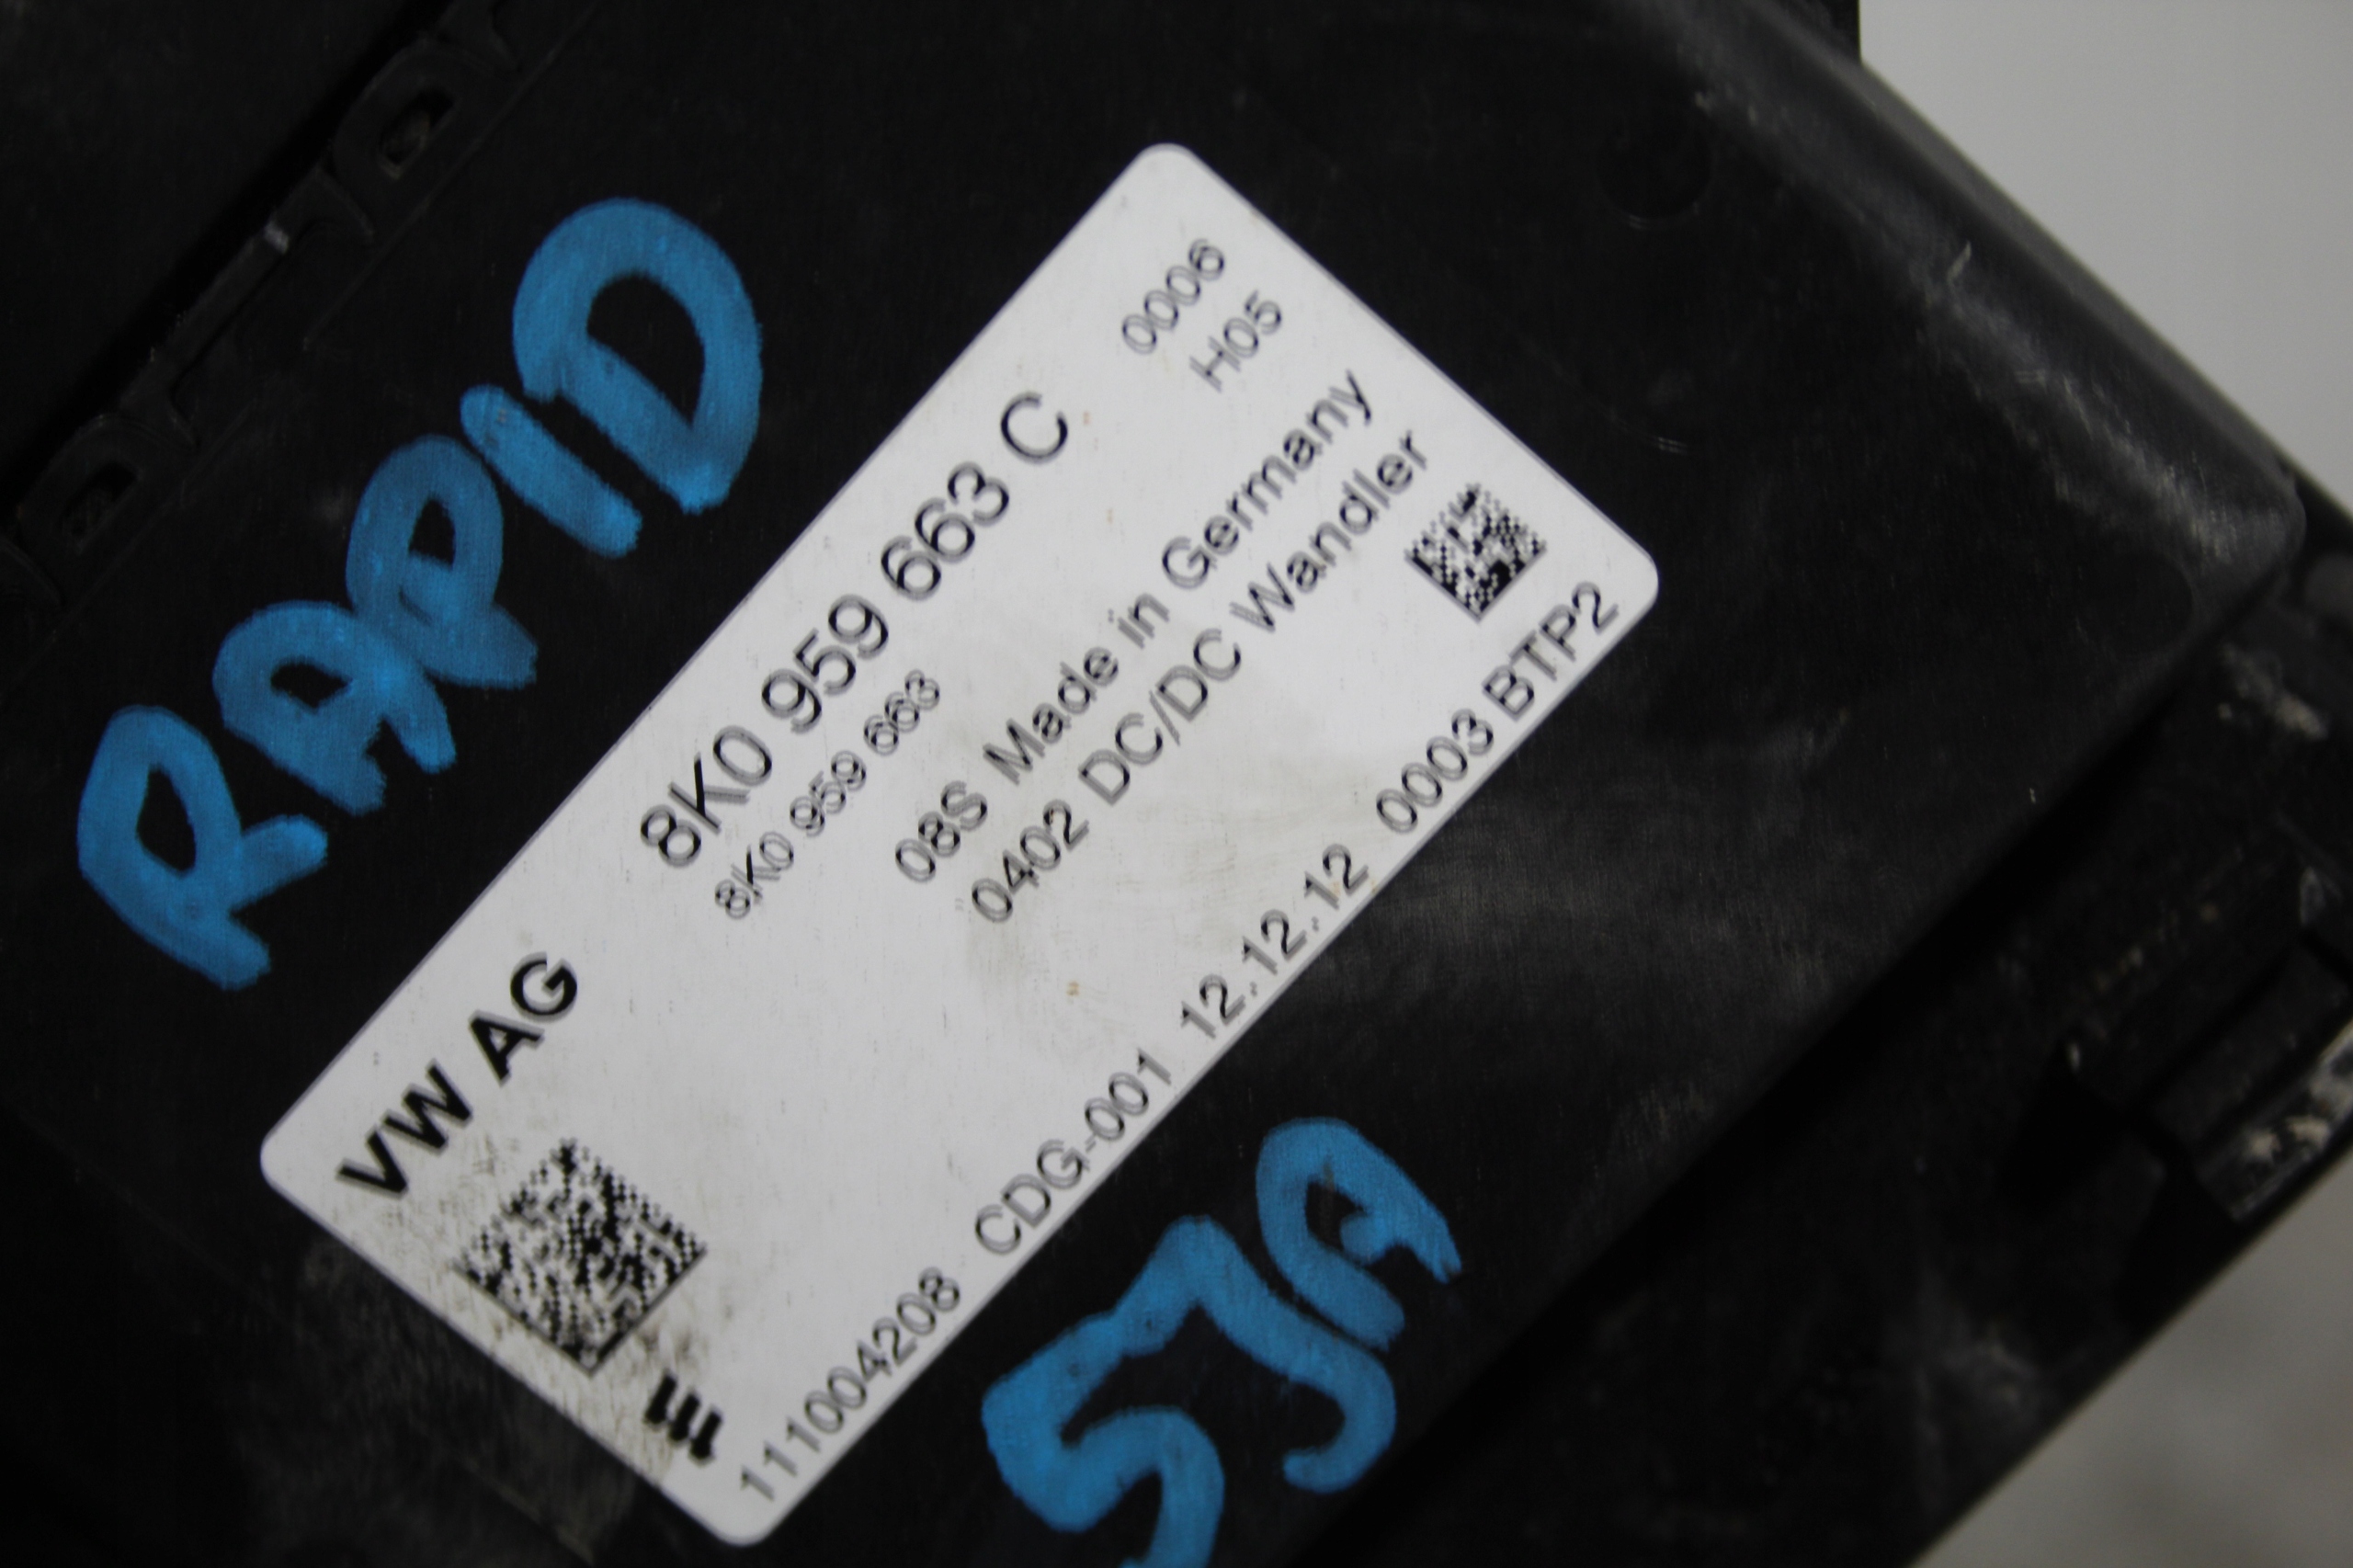 RAPID
VW AG
8K0 959 663 C
0006
8K0 959 663
H05
08S Made in Germany
0402 DC/DC Wandler
111004208 CDG-001 12.12.12 0003 BTP2
5JA